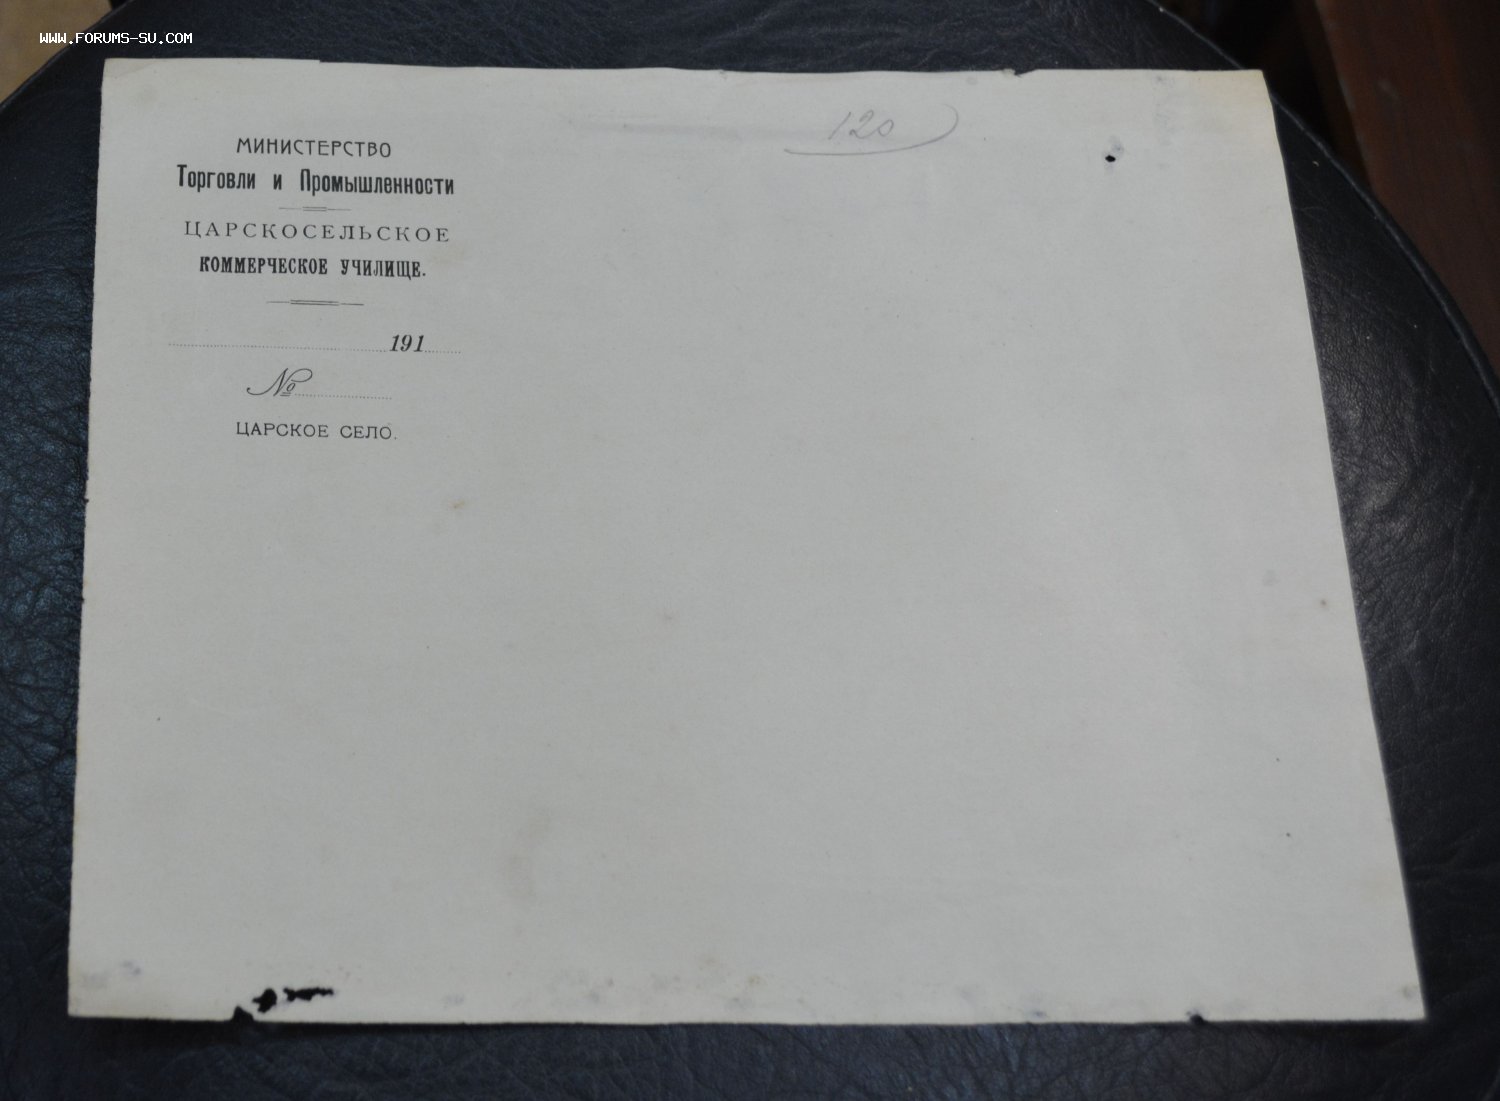 WWW.FORUMS-SU.COM
120
МИНИСТЕРСТВО
Торговли и Промышленности
ЦАРСКОСЕЛЬСКОЕ
КОММЕРЧЕСКОЕ УЧИЛИЩЕ.
191
№
ЦАРСКОЕ СЕЛО.